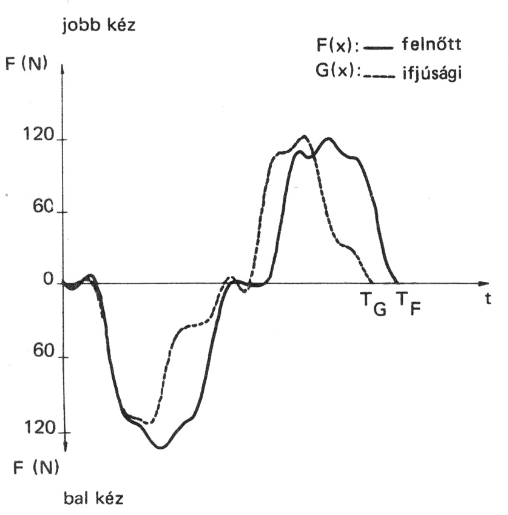 jobb kéz
F (N)
F(x): felnőtt
G(x): ifjúsági
120
60
0
T_G T_F t
60
120
F (N)
bal kéz